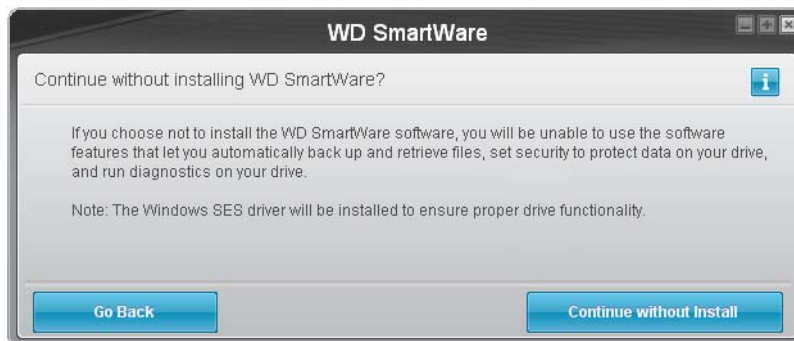 WD SmartWare
Continue without installing WD SmartWare?
If you choose not to install the WD SmartWare software, you will be unable to use the software
features that let you automatically back up and retrieve files, set security to protect data on your drive,
and run diagnostics on your drive.
Note: The Windows SES driver will be installed to ensure proper drive functionality.
Go Back
Continue without Install